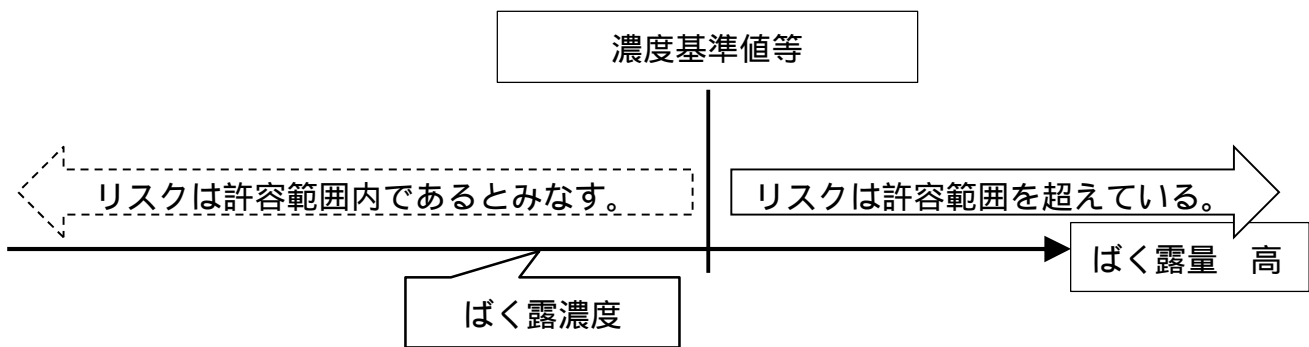 濃度基準値等
リスクは許容範囲内であるとみなす。
リスクは許容範囲を超えている。
ばく露量　高
ばく露濃度